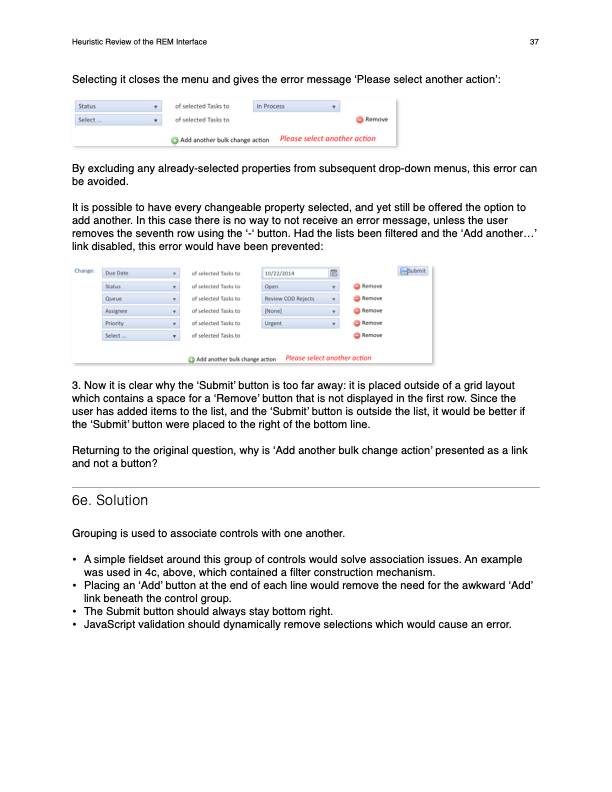 Heuristic Review of the REM Interface 37
Selecting it closes the menu and gives the error message ‘Please select another action’:
Status of selected Tasks to In Process
Select ... of selected Tasks to Remove
Add another bulk change action Please select another action
By excluding any already-selected properties from subsequent drop-down menus, this error can
be avoided.
It is possible to have every changeable property selected, and yet still be offered the option to
add another. In this case there is no way to not receive an error message, unless the user
removes the seventh row using the ‘-‘ button. Had the lists been filtered and the ‘Add another…’
link disabled, this error would have been prevented:
Change Due Date of selected Tasks to 10/22/2014 Submit
Status of selected Tasks to Open Remove
Queue of selected Tasks to Review COD Rejects Remove
Assignee of selected Tasks to [None] Remove
Priority of selected Tasks to Urgent Remove
Select ... of selected Tasks to Remove
Add another bulk change action Please select another action
3. Now it is clear why the ‘Submit’ button is too far away: it is placed outside of a grid layout
which contains a space for a ‘Remove’ button that is not displayed in the first row. Since the
user has added items to the list, and the ‘Submit’ button is outside the list, it would be better if
the ‘Submit’ button were placed to the right of the bottom line.
Returning to the original question, why is ‘Add another bulk change action’ presented as a link
and not a button?
6e. Solution
Grouping is used to associate controls with one another.
• A simple fieldset around this group of controls would solve association issues. An example
was used in 4c, above, which contained a filter construction mechanism.
• Placing an ‘Add’ button at the end of each line would remove the need for the awkward ‘Add’
link beneath the control group.
• The Submit button should always stay bottom right.
• JavaScript validation should dynamically remove selections which would cause an error.